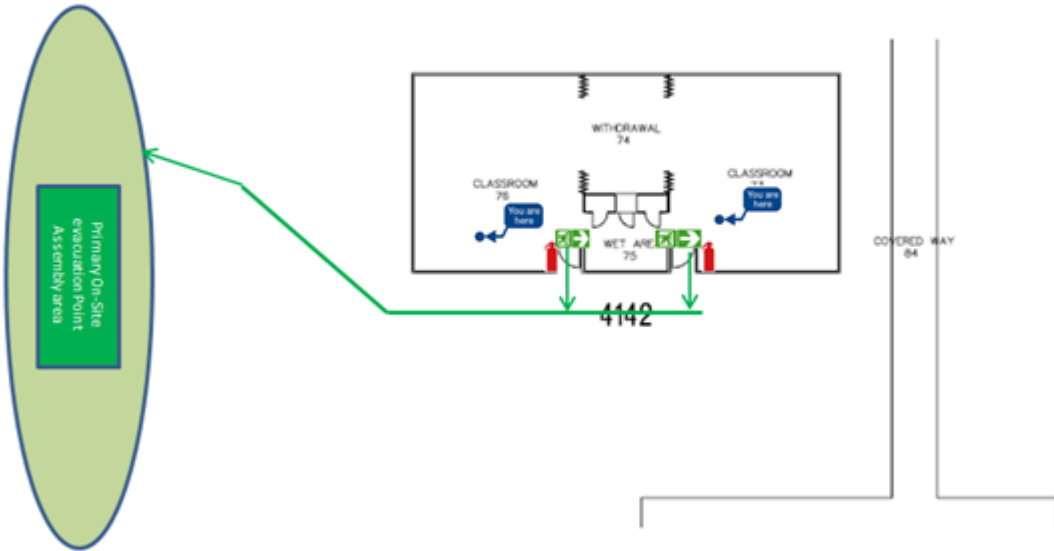 Primary On-Site
evacuation Point
Assembly area
WITHDRAWAL
74
CLASSROOM
76
You are
here
CLASSROOM
You are
here
WET ARE
75
4142
COVERED WAY
84